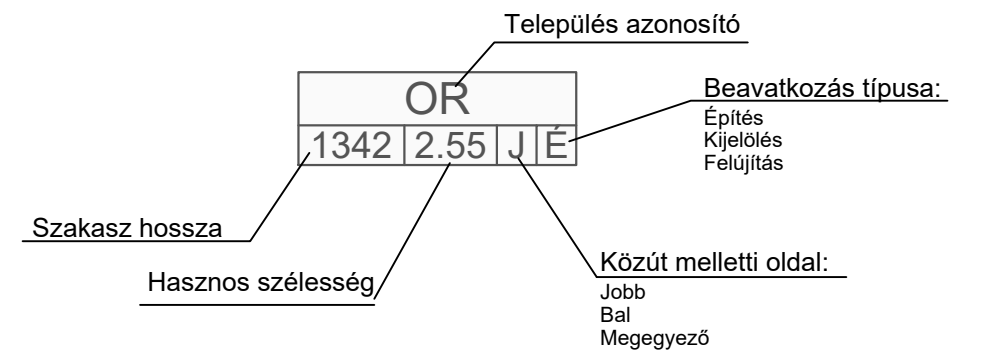 Település azonosító
OR
1342 2.55 J É
Beavatkozás típusa:
Építés
Kijelölés
Felújítás
Szakasz hossza
Hasznos szélesség
Közút melletti oldal:
Jobb
Bal
Megegyező